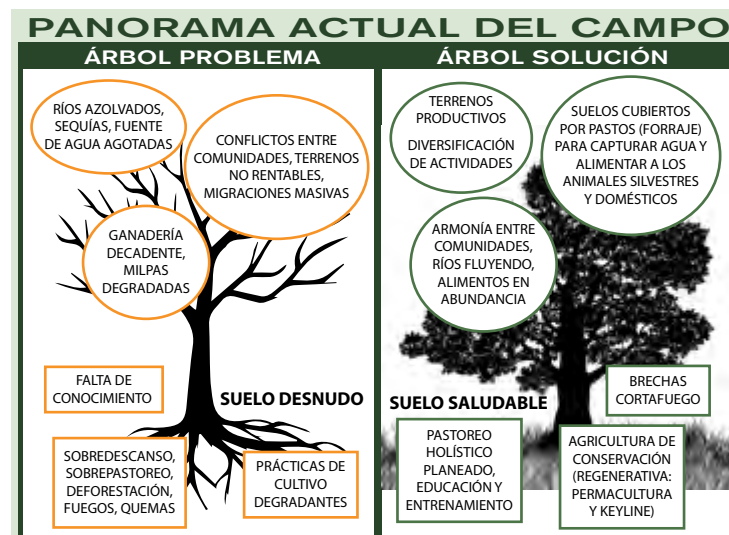 PANORAMA ACTUAL DEL CAMPO
ÁRBOL PROBLEMA
RÍOS AZOLVADOS,
SEQUÍAS, FUENTE
DE AGUA AGOTADAS
CONFLICTOS ENTRE
COMUNIDADES, TERRENOS
NO RENTABLES,
MIGRACIONES MASIVAS
GANADERÍA
DECADENTE,
MILPAS
DEGRADADAS
FALTA DE
CONOCIMIENTO
SUELO DESNUDO
SOBREDESCANSO,
SOBREPASTOREO,
DEFORESTACIÓN,
FUEGOS, QUEMAS
PRÁCTICAS DE
CULTIVO
DEGRADANTES
ÁRBOL SOLUCIÓN
TERRENOS
PRODUCTIVOS
DIVERSIFICACIÓN
DE ACTIVIDADES
SUELOS CUBIERTOS
POR PASTOS (FORRAJE)
PARA CAPTURAR AGUA Y
ALIMENTAR A LOS
ANIMALES SILVESTRES
Y DOMÉSTICOS
ARMONÍA ENTRE
COMUNIDADES,
RÍOS FLUYENDO,
ALIMENTOS EN
ABUNDANCIA
BRECHAS
CORTAFUEGO
SUELO SALUDABLE
PASTOREO
HOLÍSTICO
PLANEADO,
EDUCACIÓN Y
ENTRENAMIENTO
AGRICULTURA DE
CONSERVACIÓN
(REGENERATIVA:
PERMACULTURA
Y KEYLINE)